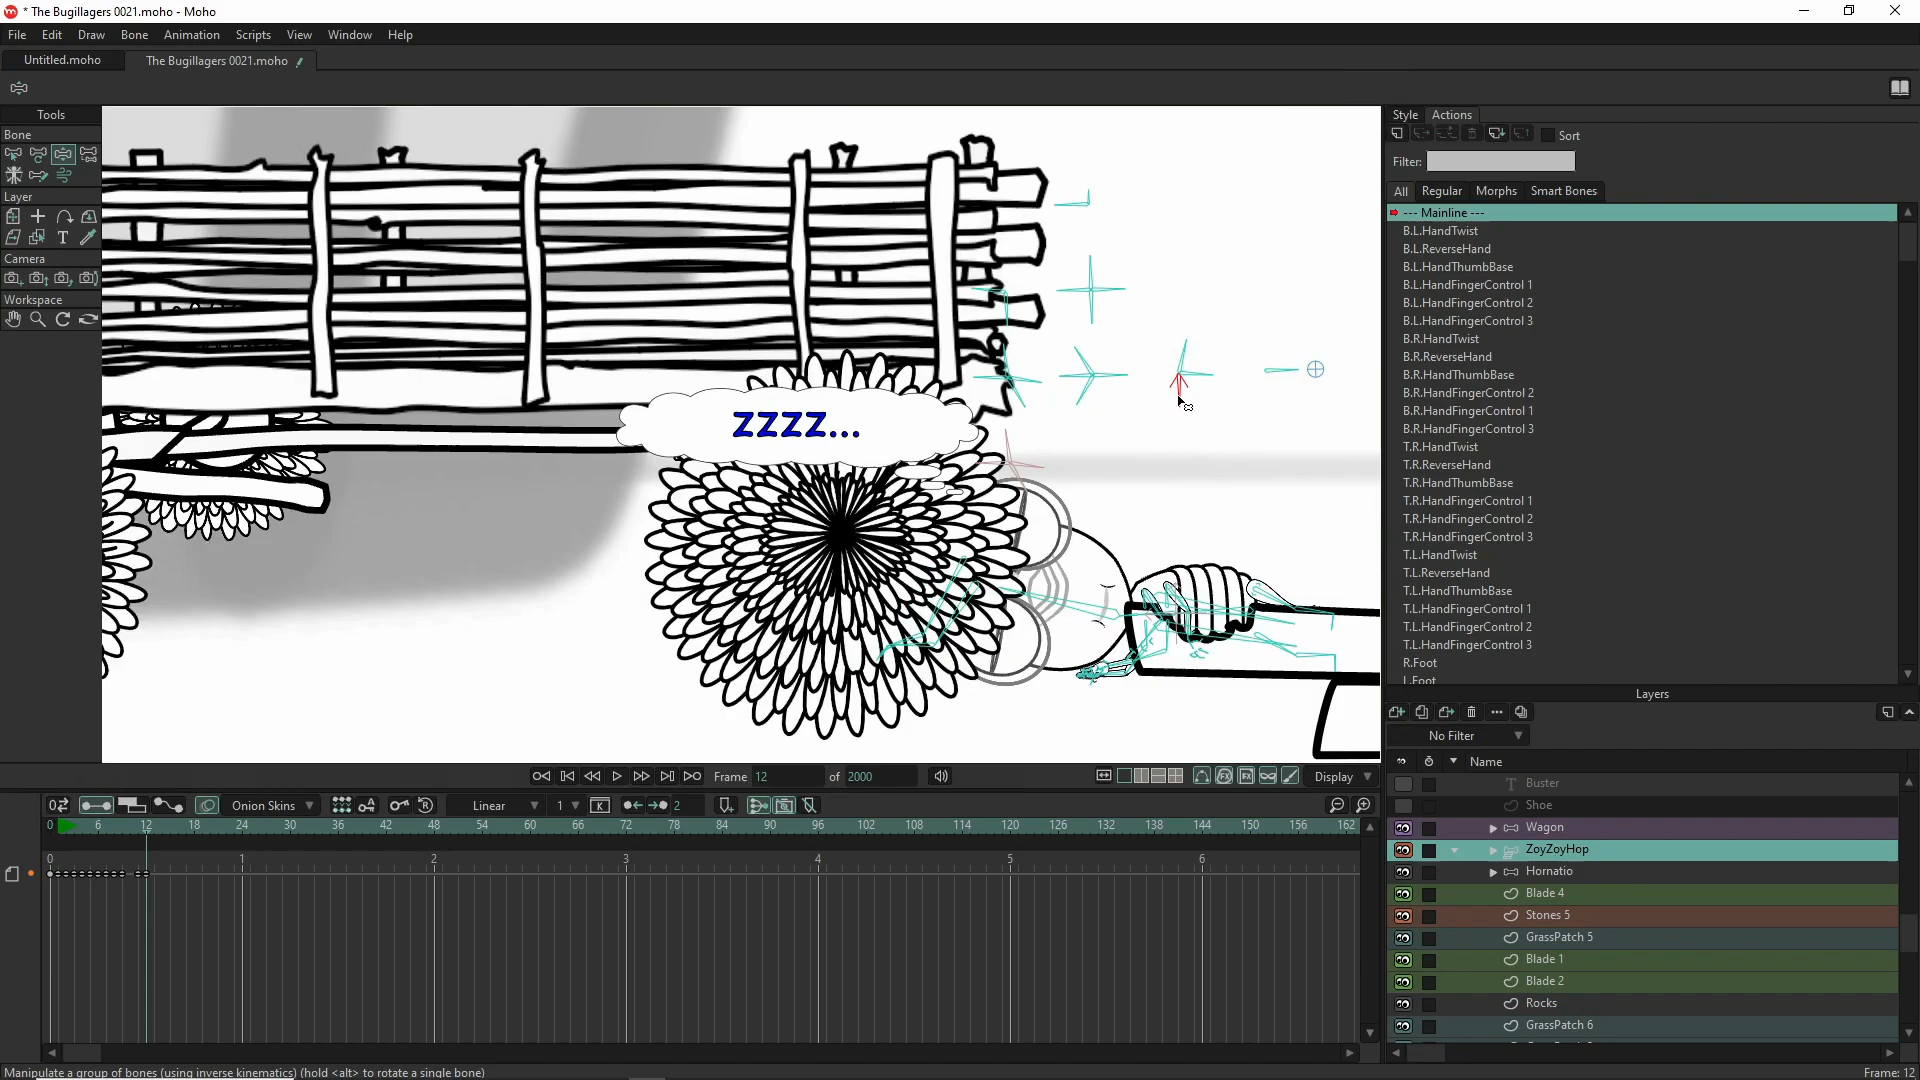 * The Bugillagers 0021.moho - Moho
File Edit Draw Bone Animation Scripts View Window Help
Untitled.moho The Bugillagers 0021.moho
Tools
Bone
Layer
Camera
Workspace
zzzz...
Style Actions
Sort
Filter:
All Regular Morphs Smart Bones
--- Mainline ---
B.L.HandTwist
B.L.ReverseHand
B.L.HandThumbBase
B.L.HandFingerControl 1
B.L.HandFingerControl 2
B.L.HandFingerControl 3
B.R.HandTwist
B.R.ReverseHand
B.R.HandThumbBase
B.R.HandFingerControl 2
B.R.HandFingerControl 1
B.R.HandFingerControl 3
T.R.HandTwist
T.R.ReverseHand
T.R.HandThumbBase
T.R.HandFingerControl 1
T.R.HandFingerControl 2
T.R.HandFingerControl 3
T.L.HandTwist
T.L.ReverseHand
T.L.HandThumbBase
T.L.HandFingerControl 1
T.L.HandFingerControl 2
T.L.HandFingerControl 3
R.Foot
L.Foot
Layers
No Filter
Name
Buster
Shoe
Wagon
ZoyZoyHop
Hornatio
Blade 4
Stones 5
GrassPatch 5
Blade 1
Blade 2
Rocks
GrassPatch 6
Frame 12 of 2000 Display
Onion Skins Linear 1 2
0 6 12 18 24 30 36 42 48 54 60 66 72 78 84 90 96 102 108 114 120 126 132 138 144 150 156 162
0 1 2 3 4 5 6
Manipulate a group of bones (using inverse kinematics) (hold <alt> to rotate a single bone)
Frame: 12